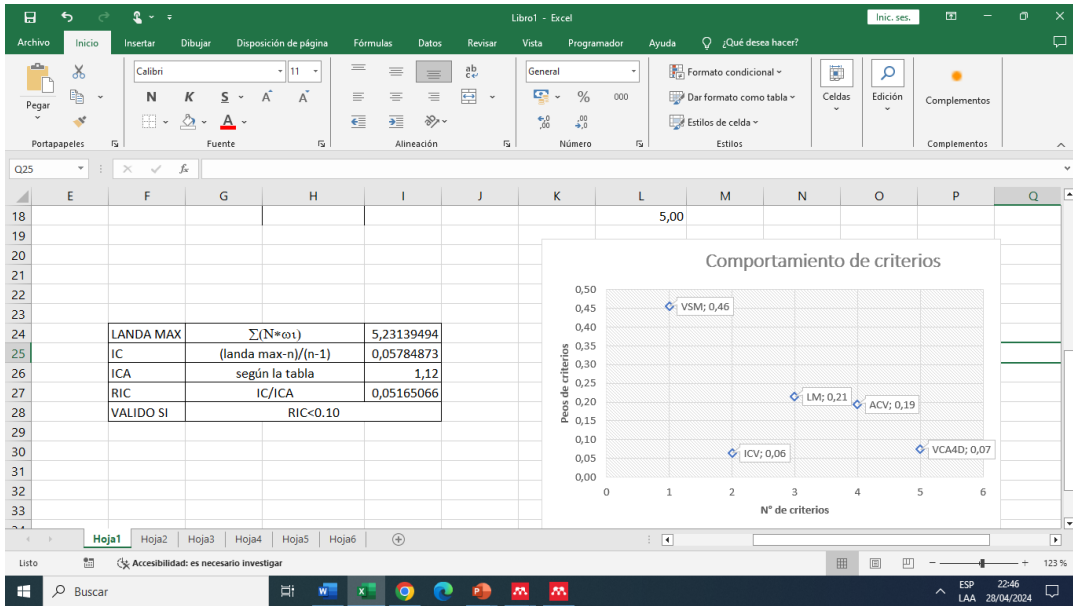 Libro1 - Excel
Inic. ses.
Archivo Inicio Insertar Dibujar Disposición de página Fórmulas Datos Revisar Vista Programador Ayuda ¿Qué desea hacer?
Pegar
Calibri 11
N K S A A
ab
General
% 000
Formato condicional
Dar formato como tabla
Estilos de celda
Celdas
Edición
Complementos
Portapapeles Fuente Alineación Número Estilos Complementos
Q25 fx
E F G H I J K L M N O P Q
18 5,00
19
20
21
22
23
24 LANDA MAX ∑(N*ωι) 5,23139494
25 IC (landa max-n)/(n-1) 0,05784873
26 ICA según la tabla 1,12
27 RIC IC/ICA 0,05165066
28 VALIDO SI RIC<0.10
29
30
31
32
33
Comportamiento de criterios
Peos de criterios
0,50
0,45
0,40
0,35
0,30
0,25
0,20
0,15
0,10
0,05
0,00
VSM; 0,46
LM; 0,21
ACV; 0,19
ICV; 0,06
VCA4D; 0,07
0 1 2 3 4 5 6
N° de criterios
Hoja1 Hoja2 Hoja3 Hoja4 Hoja5 Hoja6
Listo Accesibilidad: es necesario investigar 123 %
Buscar
ESP
LAA
22:46
28/04/2024